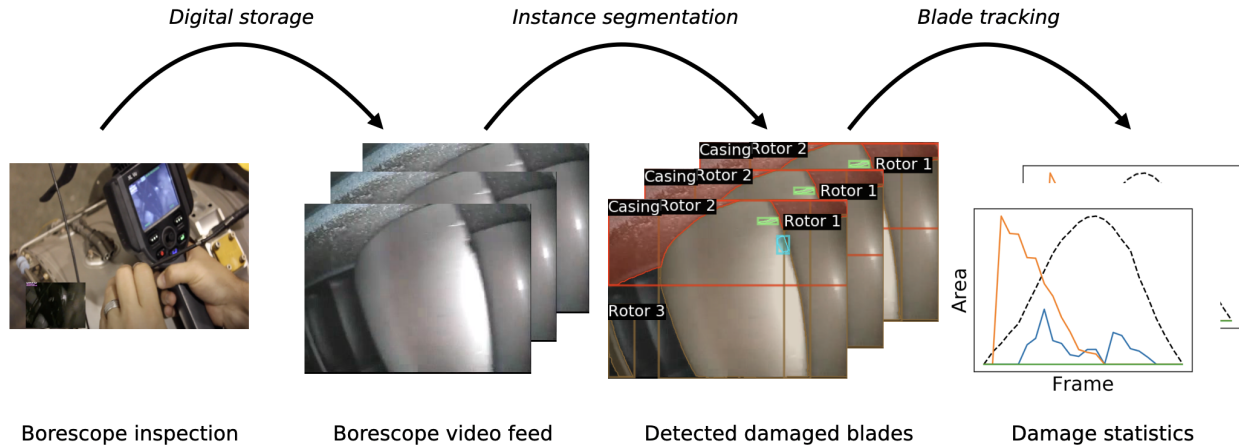 Digital storage
Instance segmentation
Blade tracking
Casing Rotor 2
Rotor 1
Casing Rotor 2
Rotor 1
Casing Rotor 2
Rotor 1
Rotor 3
Area
Frame
Borescope inspection
Borescope video feed
Detected damaged blades
Damage statistics